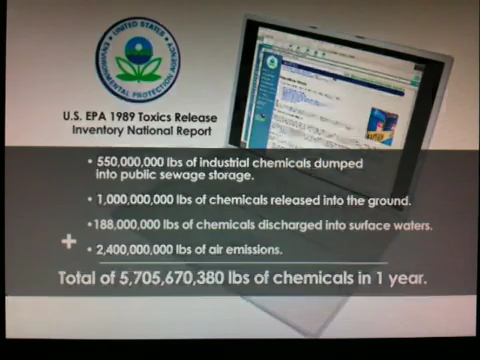 UNITED STATES
ENVIRONMENTAL PROTECTION AGENCY
U.S. EPA 1989 Toxics Release
Inventory National Report
• 550,000,000 lbs of industrial chemicals dumped
into public sewage storage.
• 1,000,000,000 lbs of chemicals released into the ground.
•188,000,000 lbs of chemicals discharged into surface waters.
+
• 2,400,000,000 lbs of air emissions.
Total of 5,705,670,380 lbs of chemicals in 1 year.